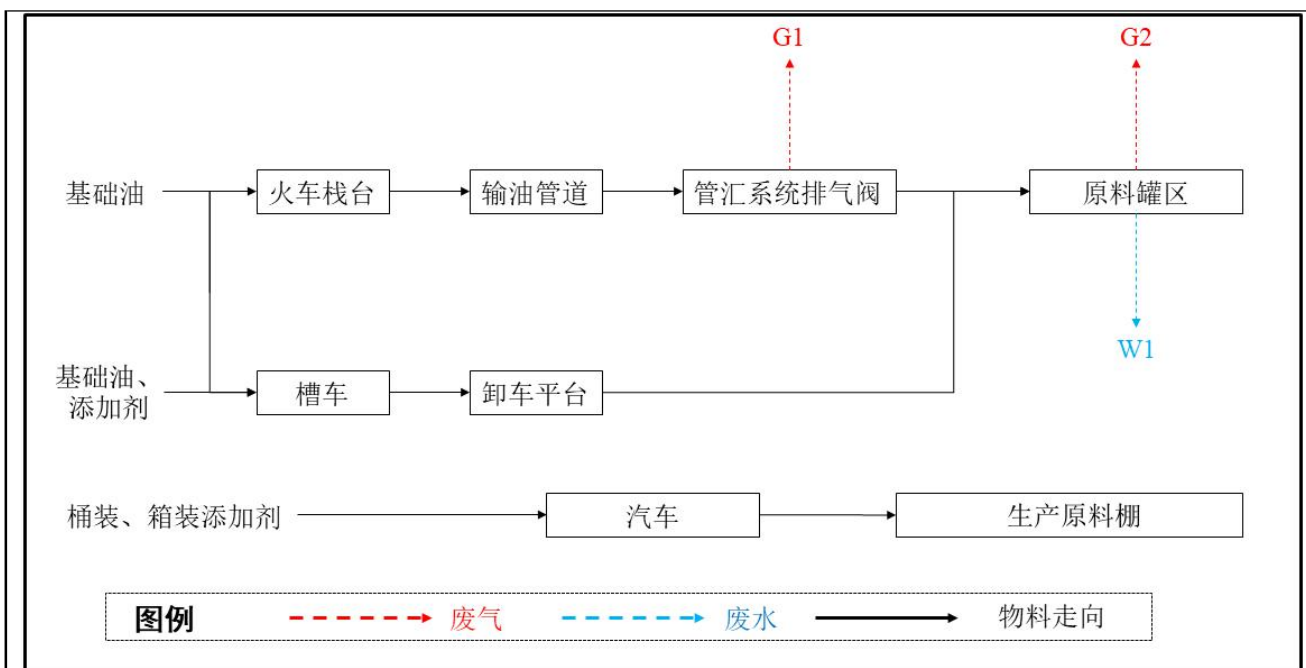 G1
G2
基础油
火车栈台
输油管道
管汇系统排气阀
原料罐区
W1
基础油、
添加剂
槽车
卸车平台
桶装、箱装添加剂
汽车
生产原料棚
图例
废气
废水
物料走向